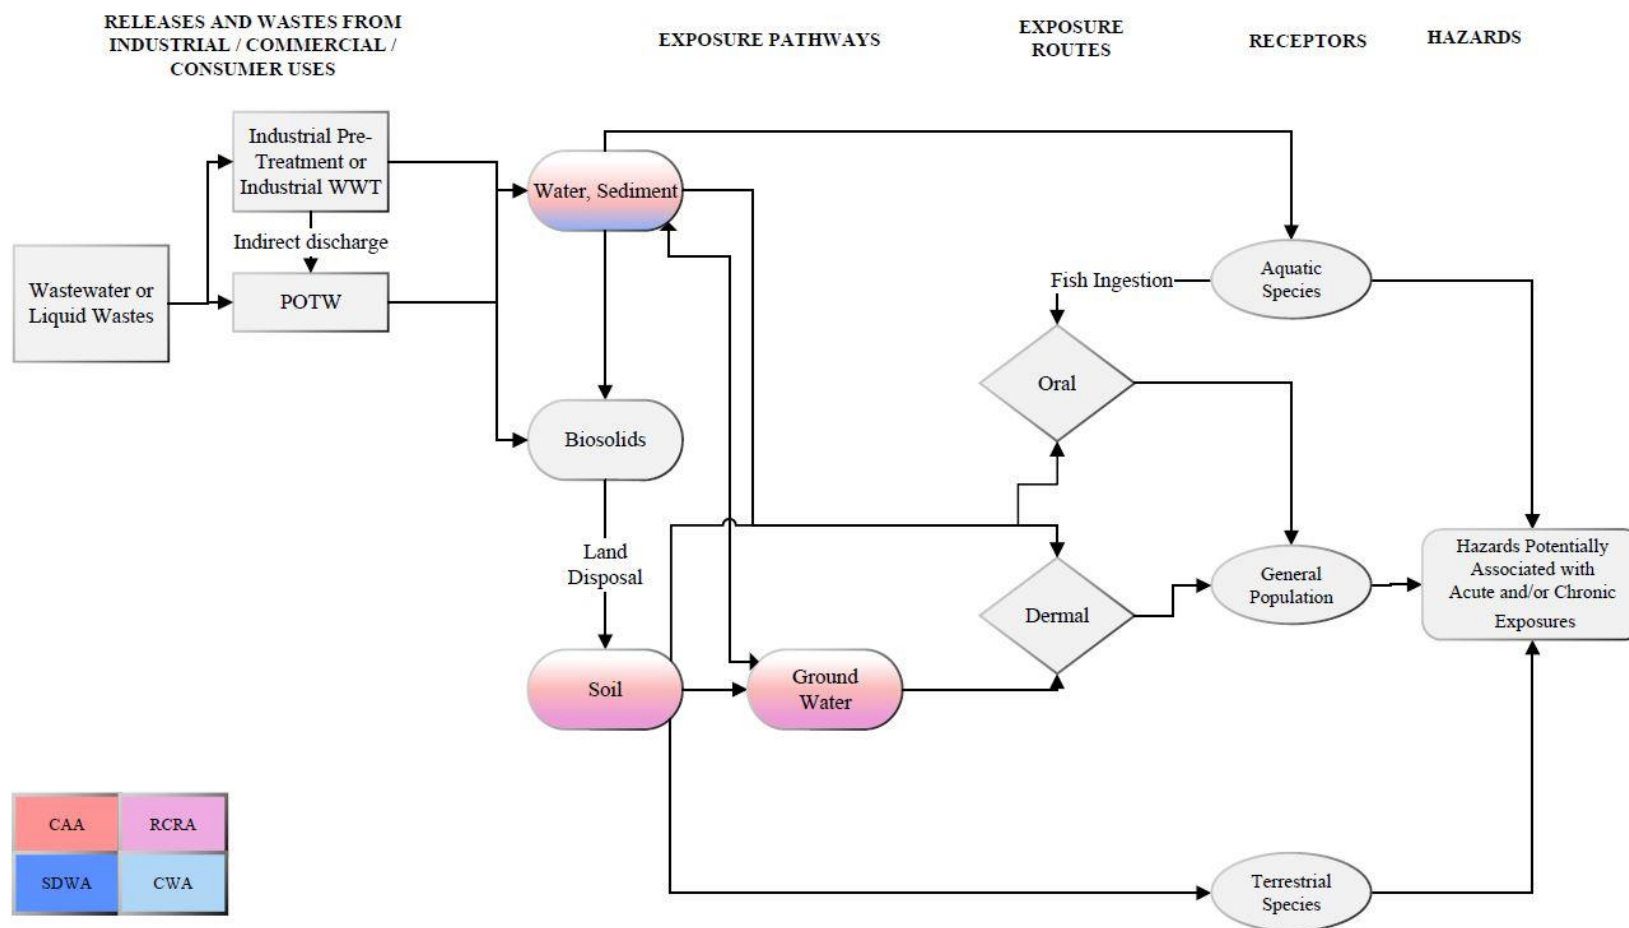 RELEASES AND WASTES FROM
INDUSTRIAL / COMMERCIAL /
CONSUMER USES
EXPOSURE PATHWAYS
EXPOSURE
ROUTES
RECEPTORS
HAZARDS
Industrial Pre-
Treatment or
Industrial WWT
Indirect discharge
POTW
Wastewater or
Liquid Wastes
Water, Sediment
Biosolids
Land
Disposal
Soil
Ground
Water
Fish Ingestion
Oral
Dermal
Aquatic
Species
General
Population
Terrestrial
Species
Hazards Potentially
Associated with
Acute and/or Chronic
Exposures
CAA
RCRA
SDWA
CWA